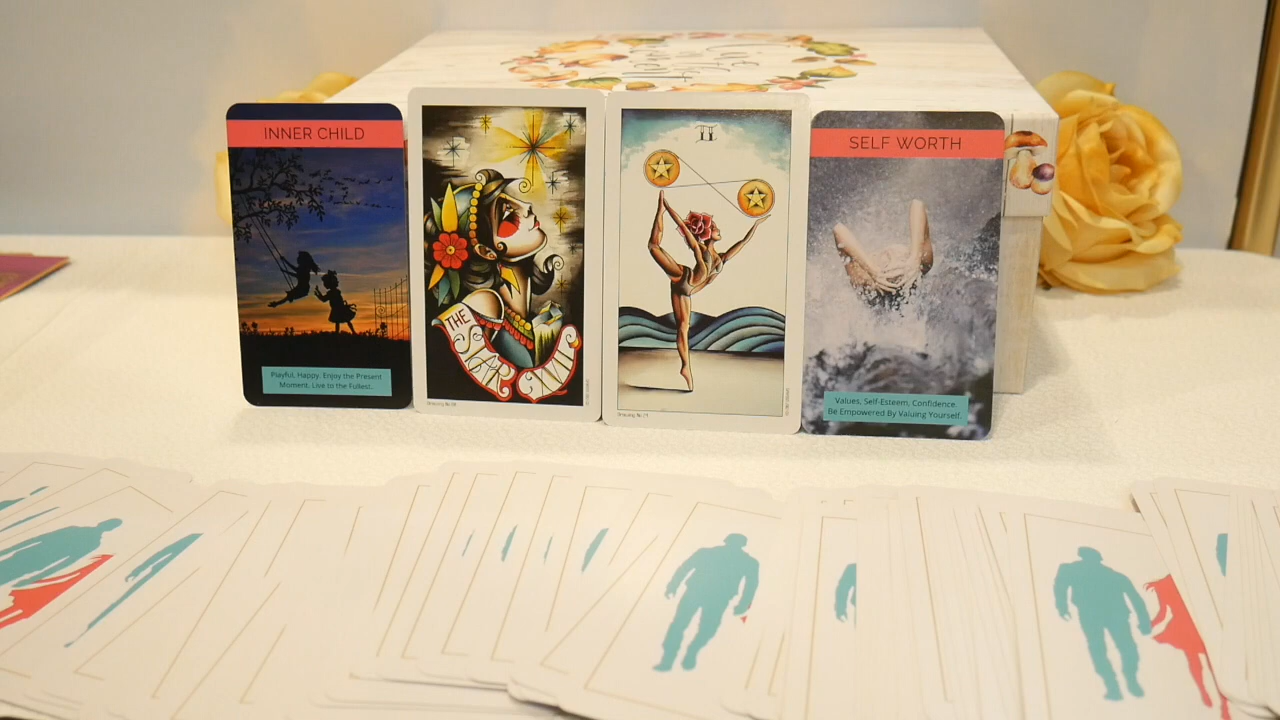 INNER CHILD
Playful. Happy. Enjoy the Present
Moment. Live to the Fullest.
THE
II
SELF WORTH
Values, Self-Esteem, Confidence.
Be Empowered By Valuing Yourself.